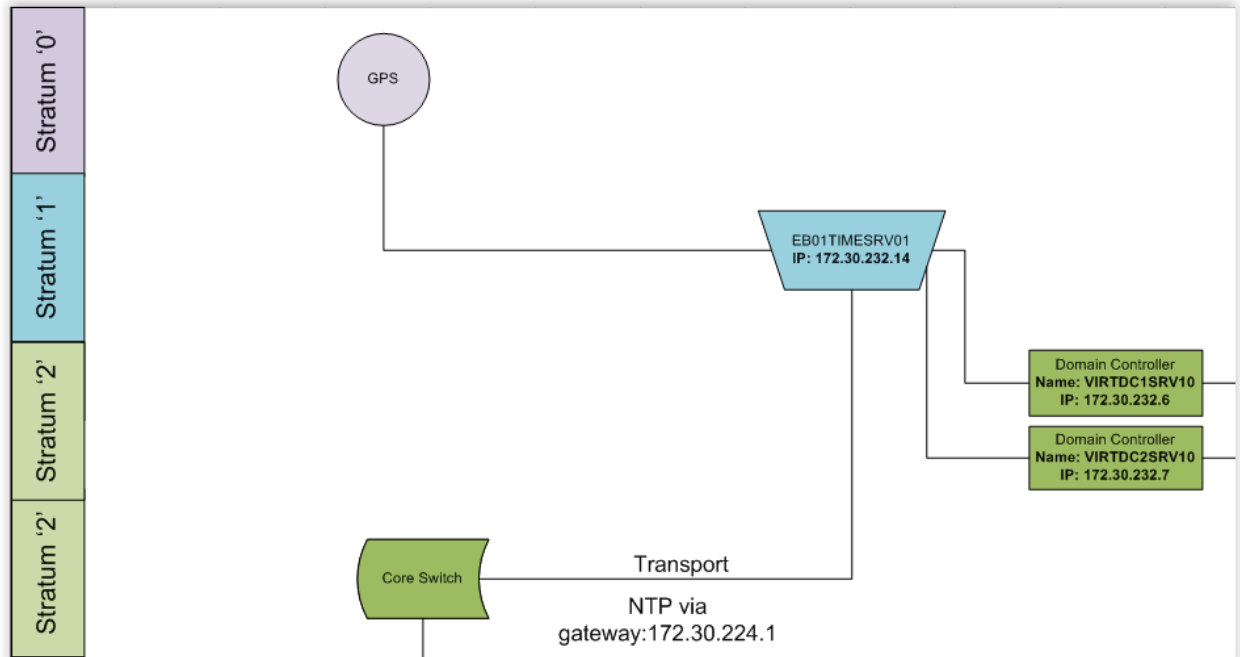 Stratum ‘0’
GPS
Stratum ‘1’
EB01TIMESRV01
IP: 172.30.232.14
Stratum ‘2’
Domain Controller
Name: VIRTDC1SRV10
IP: 172.30.232.6
Domain Controller
Name: VIRTDC2SRV10
IP: 172.30.232.7
Stratum ‘2’
Core Switch
Transport
NTP via
gateway:172.30.224.1